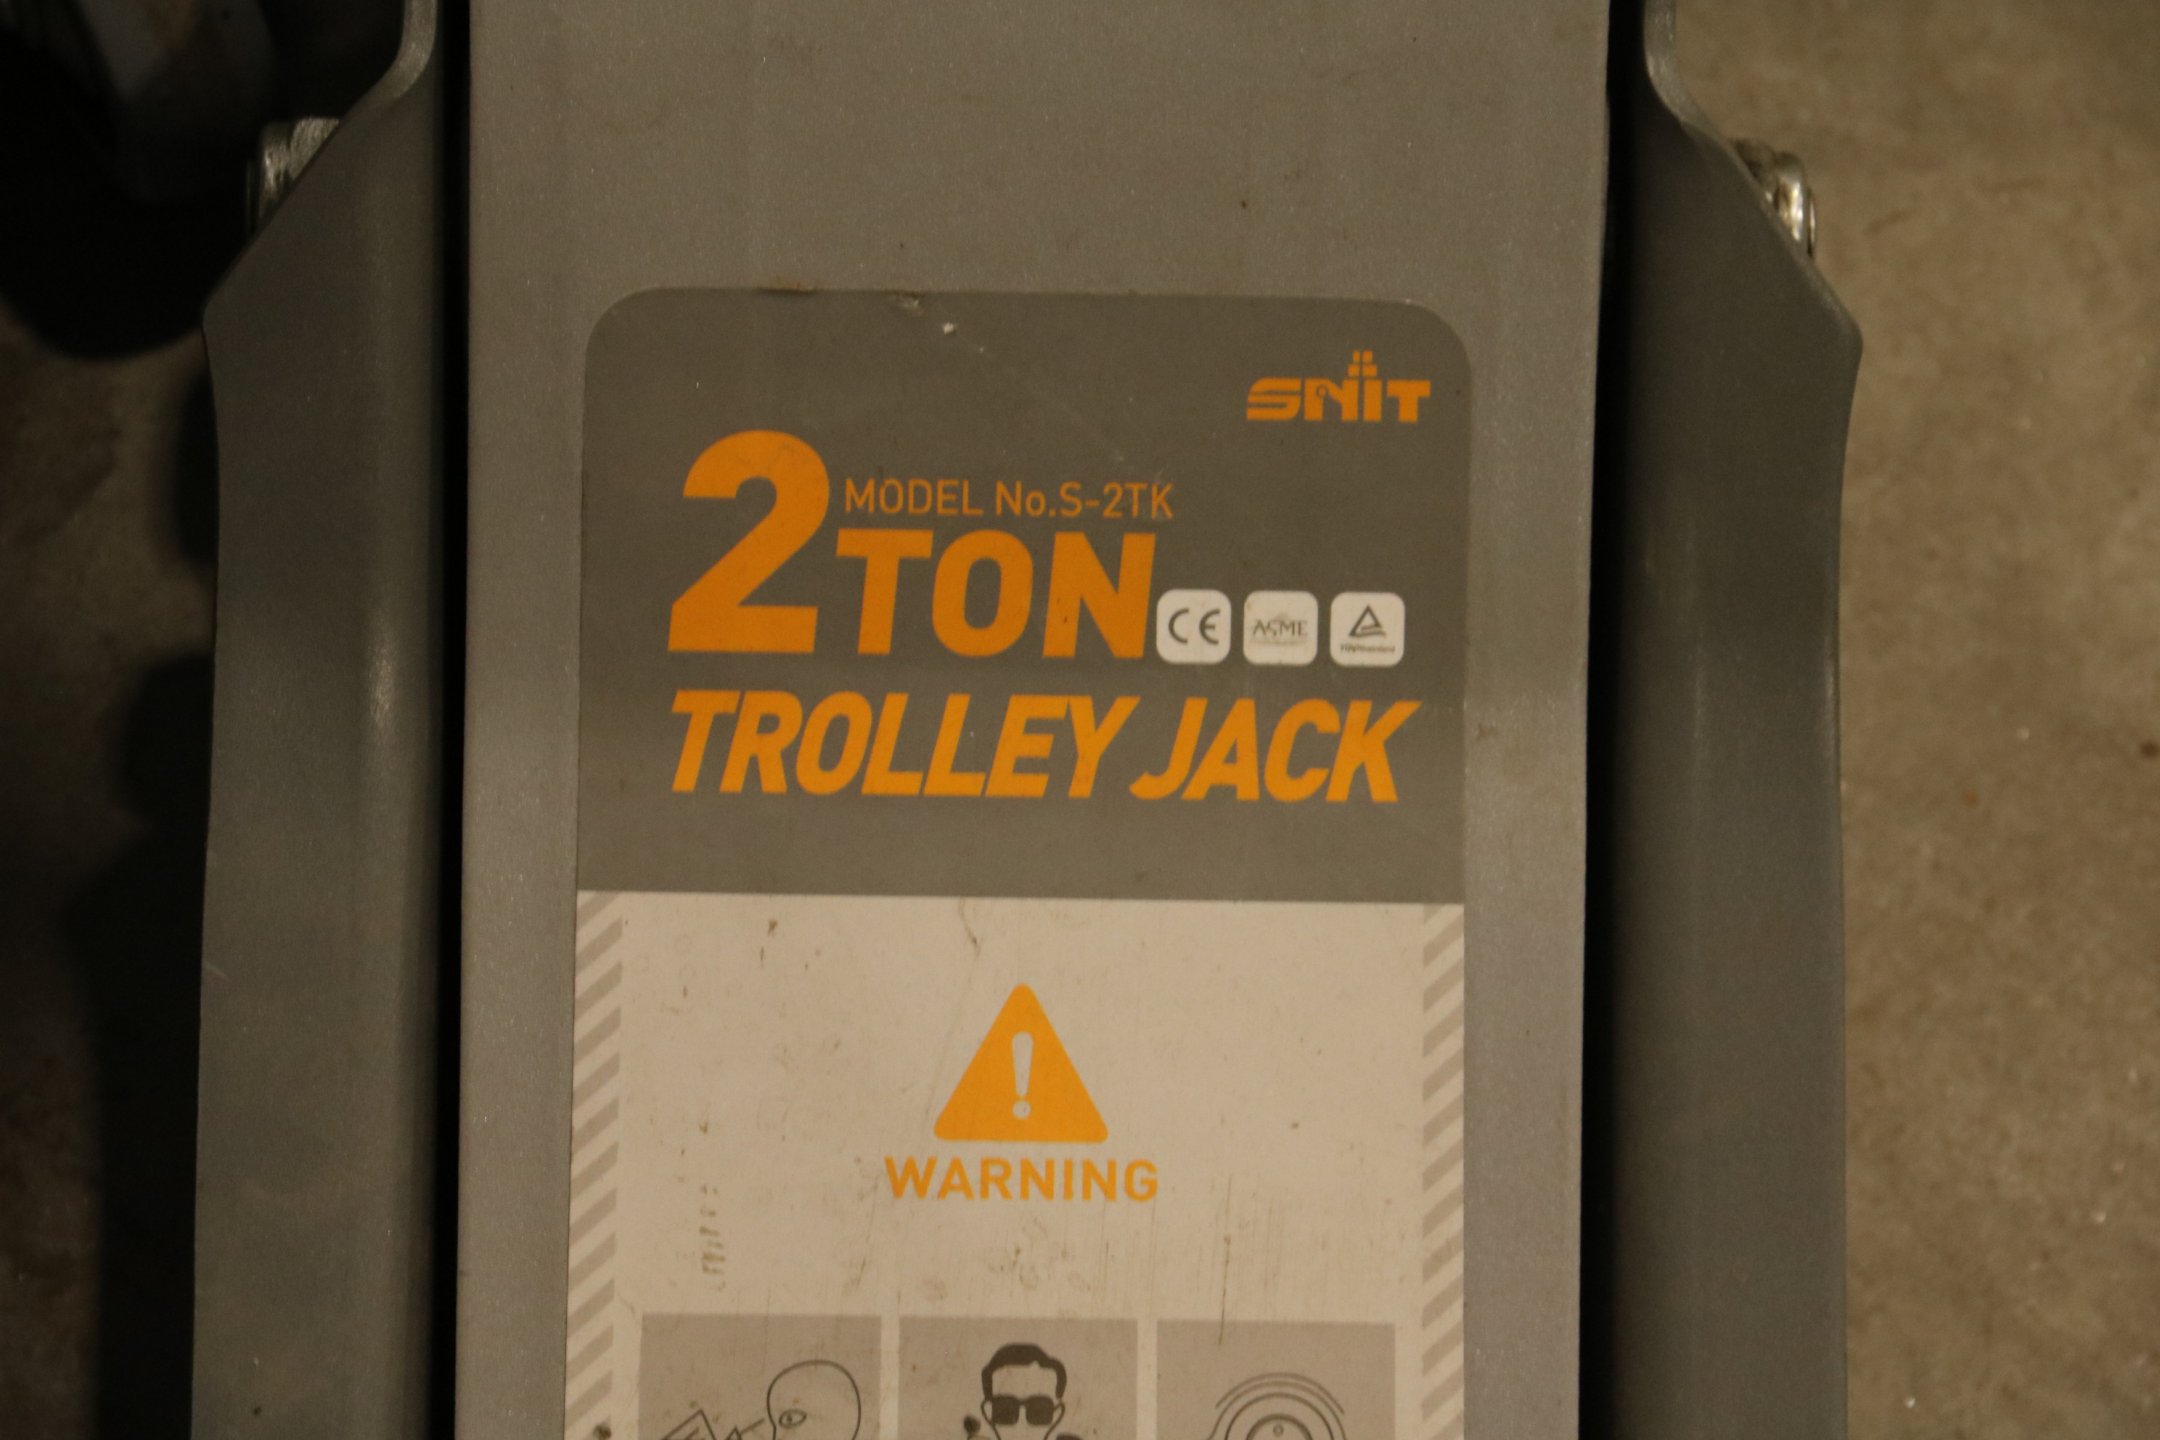 SNIT
MODEL No.S-2TK
2 TON
CE
ASME
TROLLEY JACK
WARNING